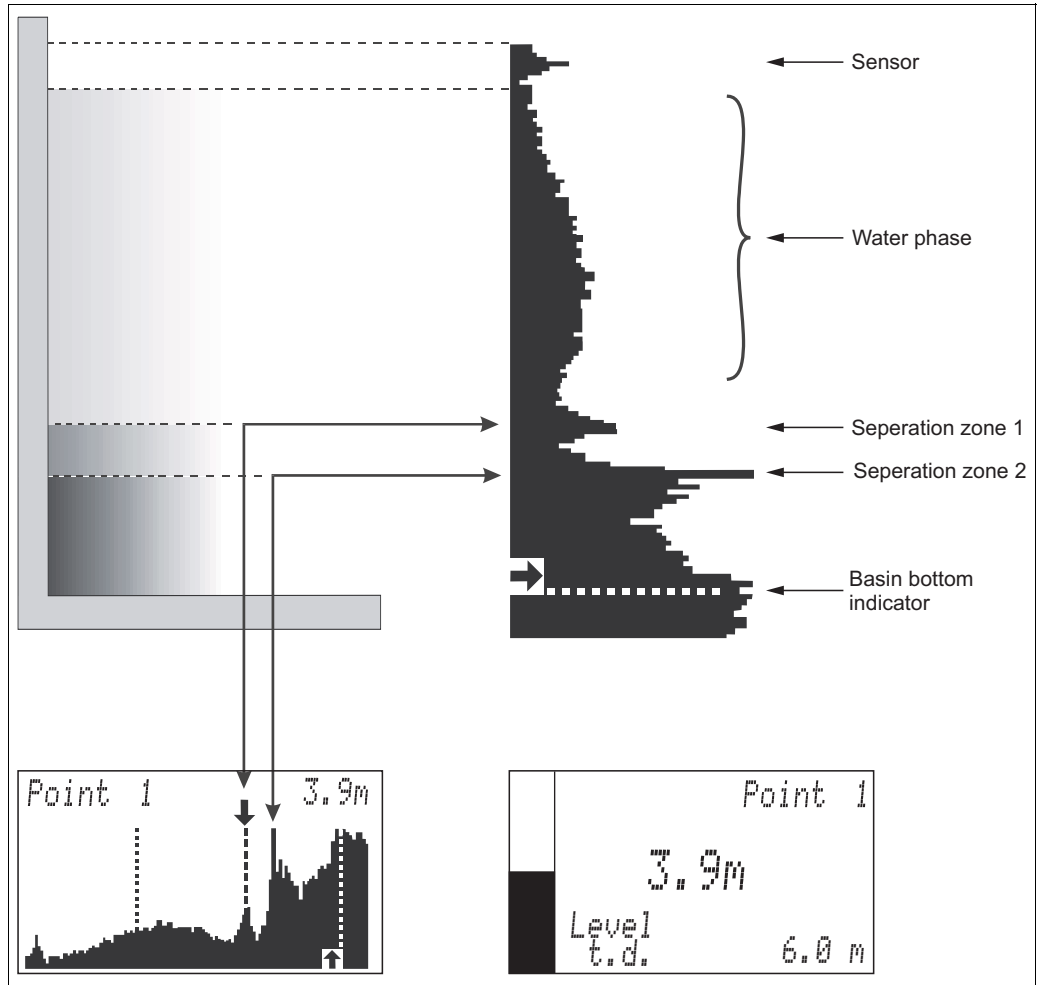 Sensor
Water phase
Seperation zone 1
Seperation zone 2
Basin bottom
indicator
Point 1 3.9m
Point 1
3.9m
Level
t.d. 6.0 m